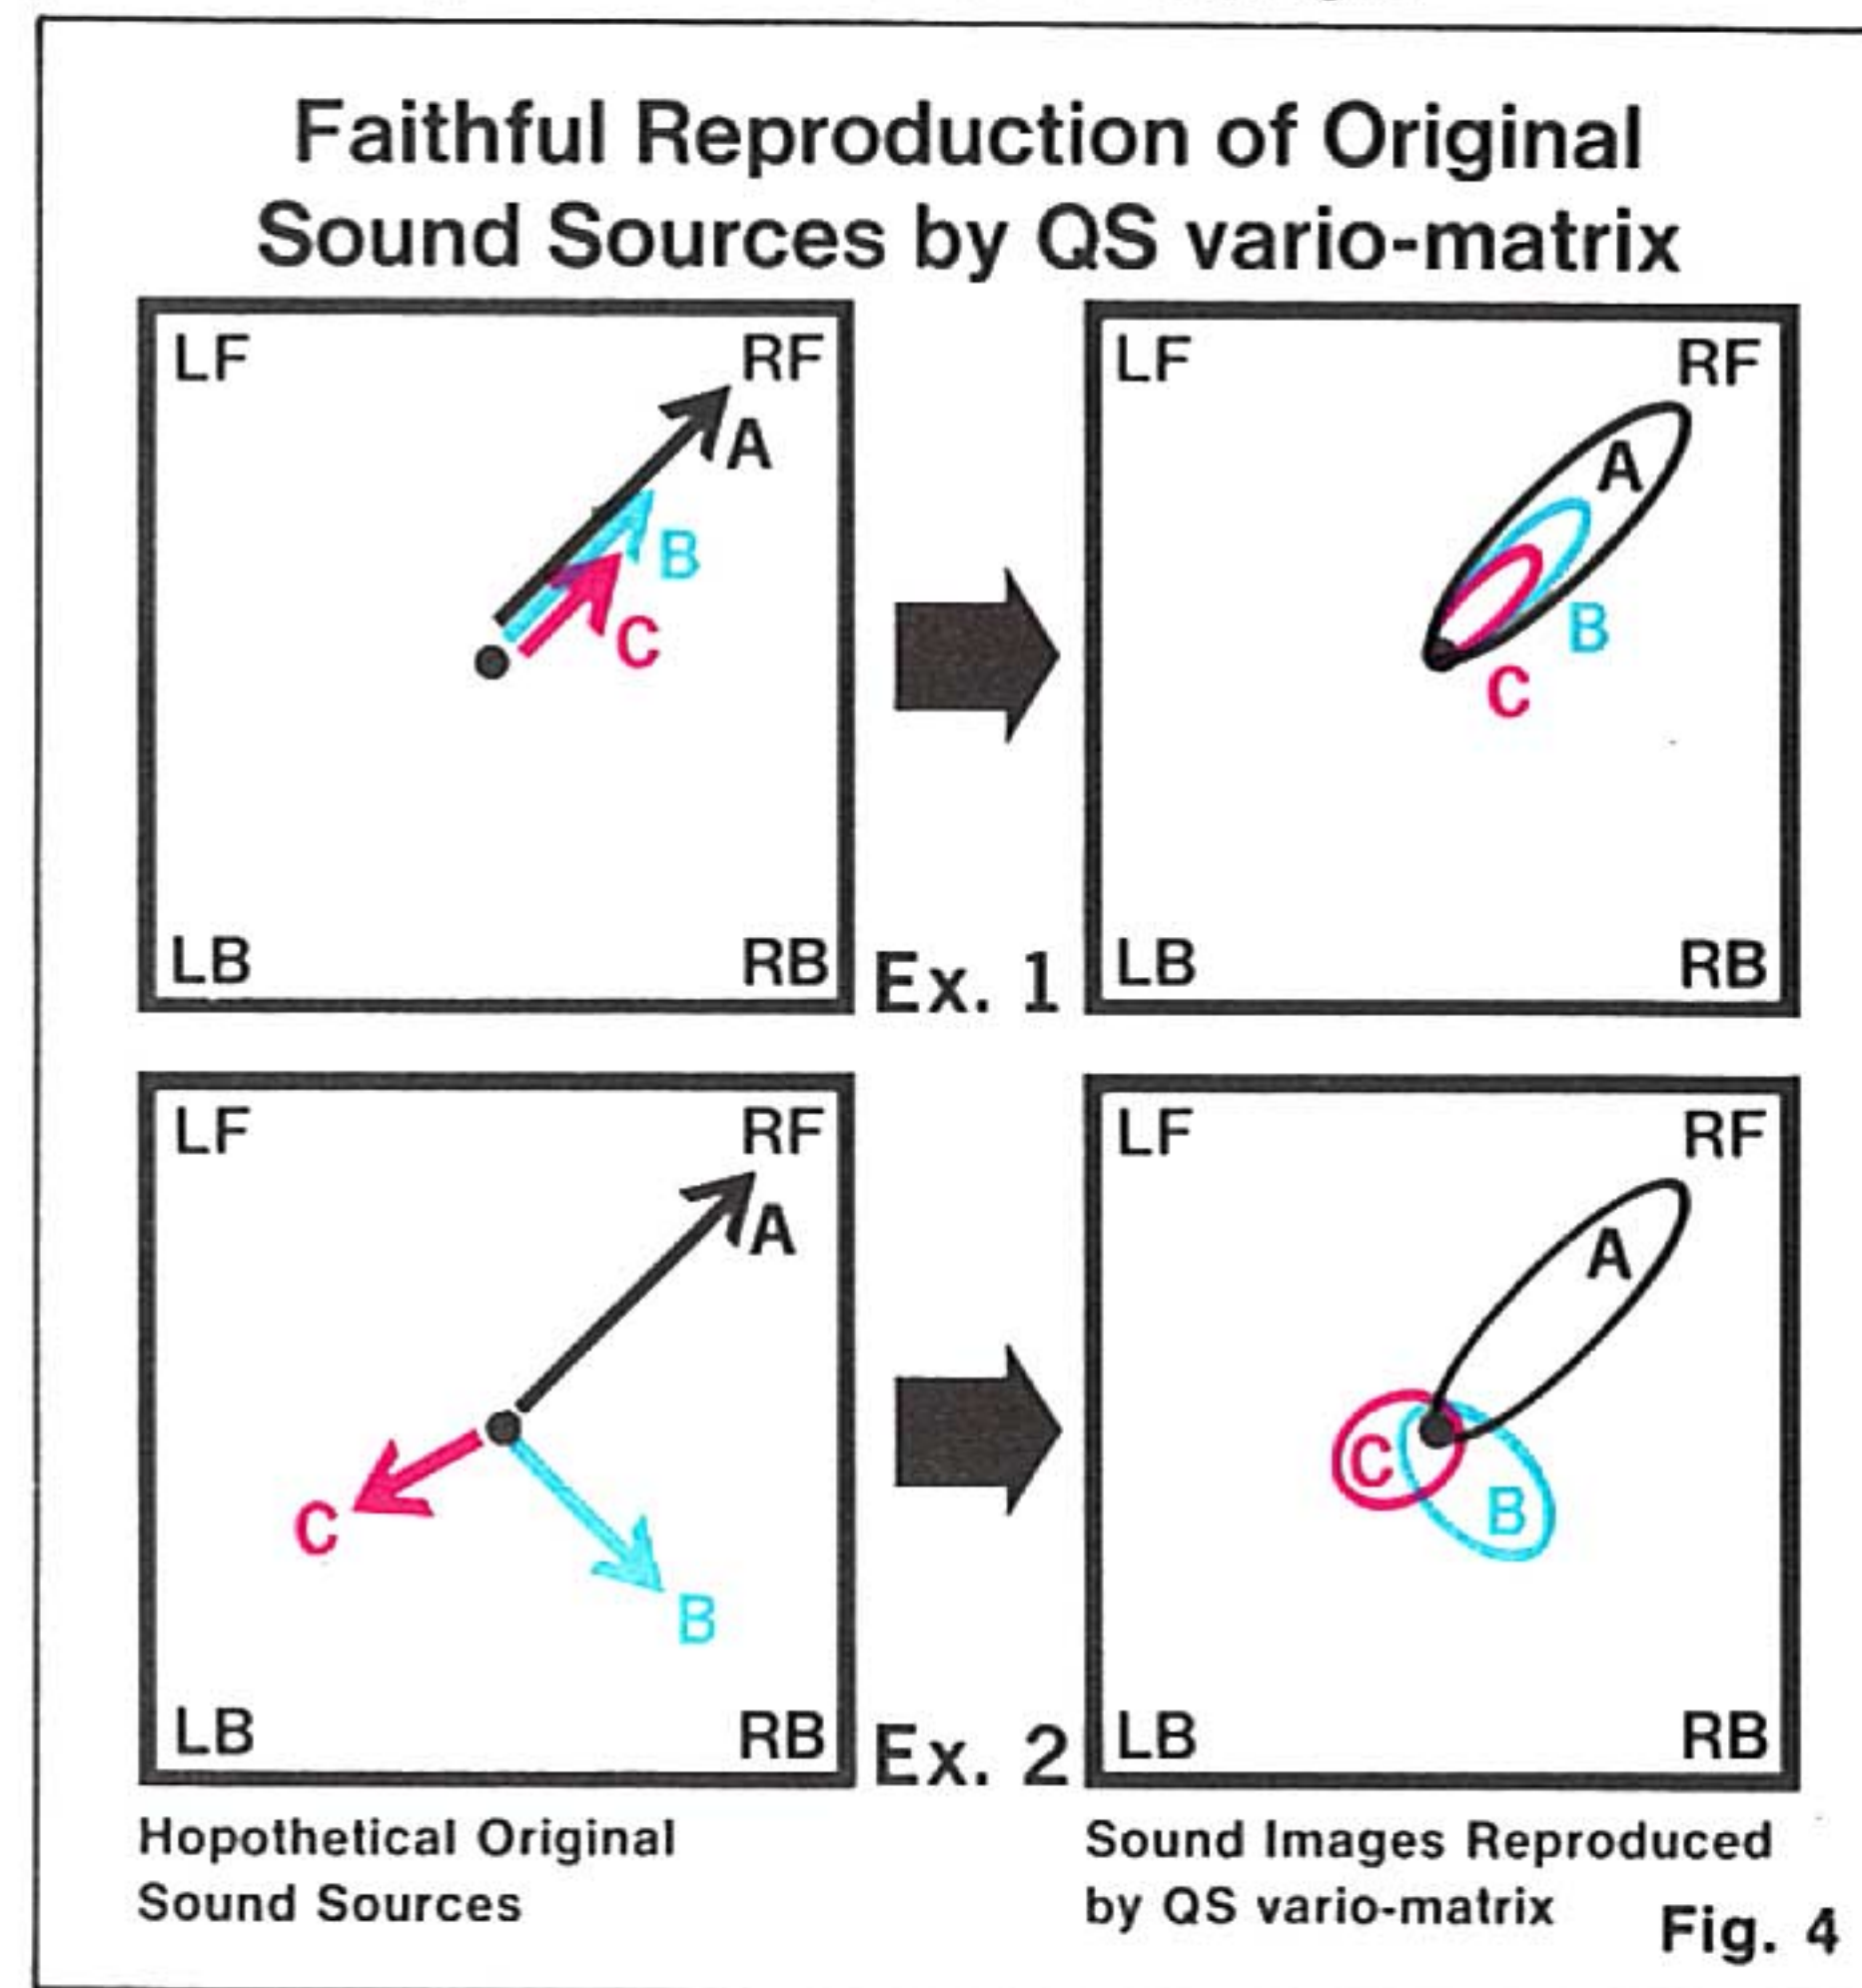 Faithful Reproduction of Original
Sound Sources by QS vario-matrix
LF RF
A
B
C
LB RB
Ex. 1
LF RF
A
B
C
LB RB
LF RF
A
C
B
LB RB
Ex. 2
LF RF
A
C
B
LB RB
Hopothetical Original
Sound Sources
Sound Images Reproduced
by QS vario-matrix
Fig. 4